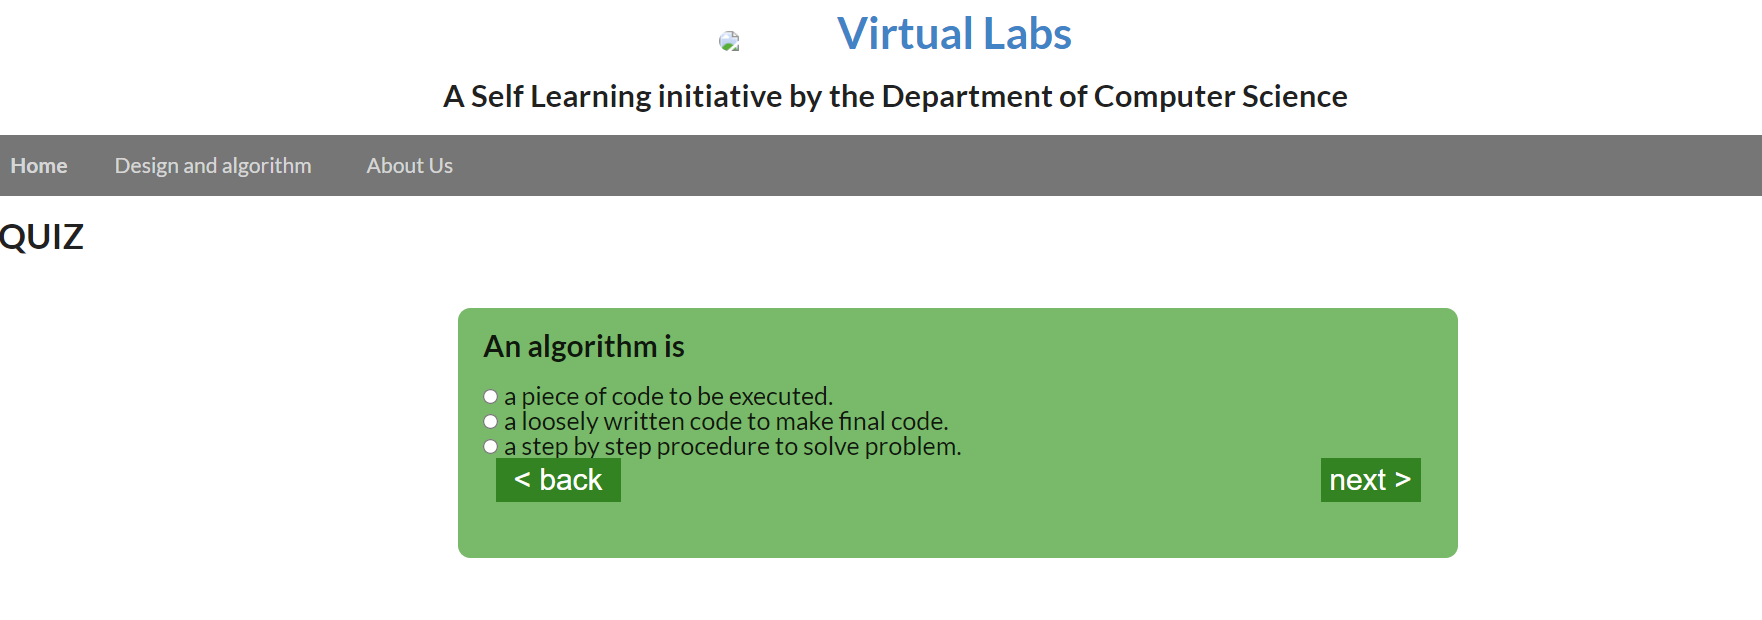 Virtual Labs
A Self Learning initiative by the Department of Computer Science
Home Design and algorithm About Us
QUIZ
An algorithm is
a piece of code to be executed.
a loosely written code to make final code.
a step by step procedure to solve problem.
< back next >